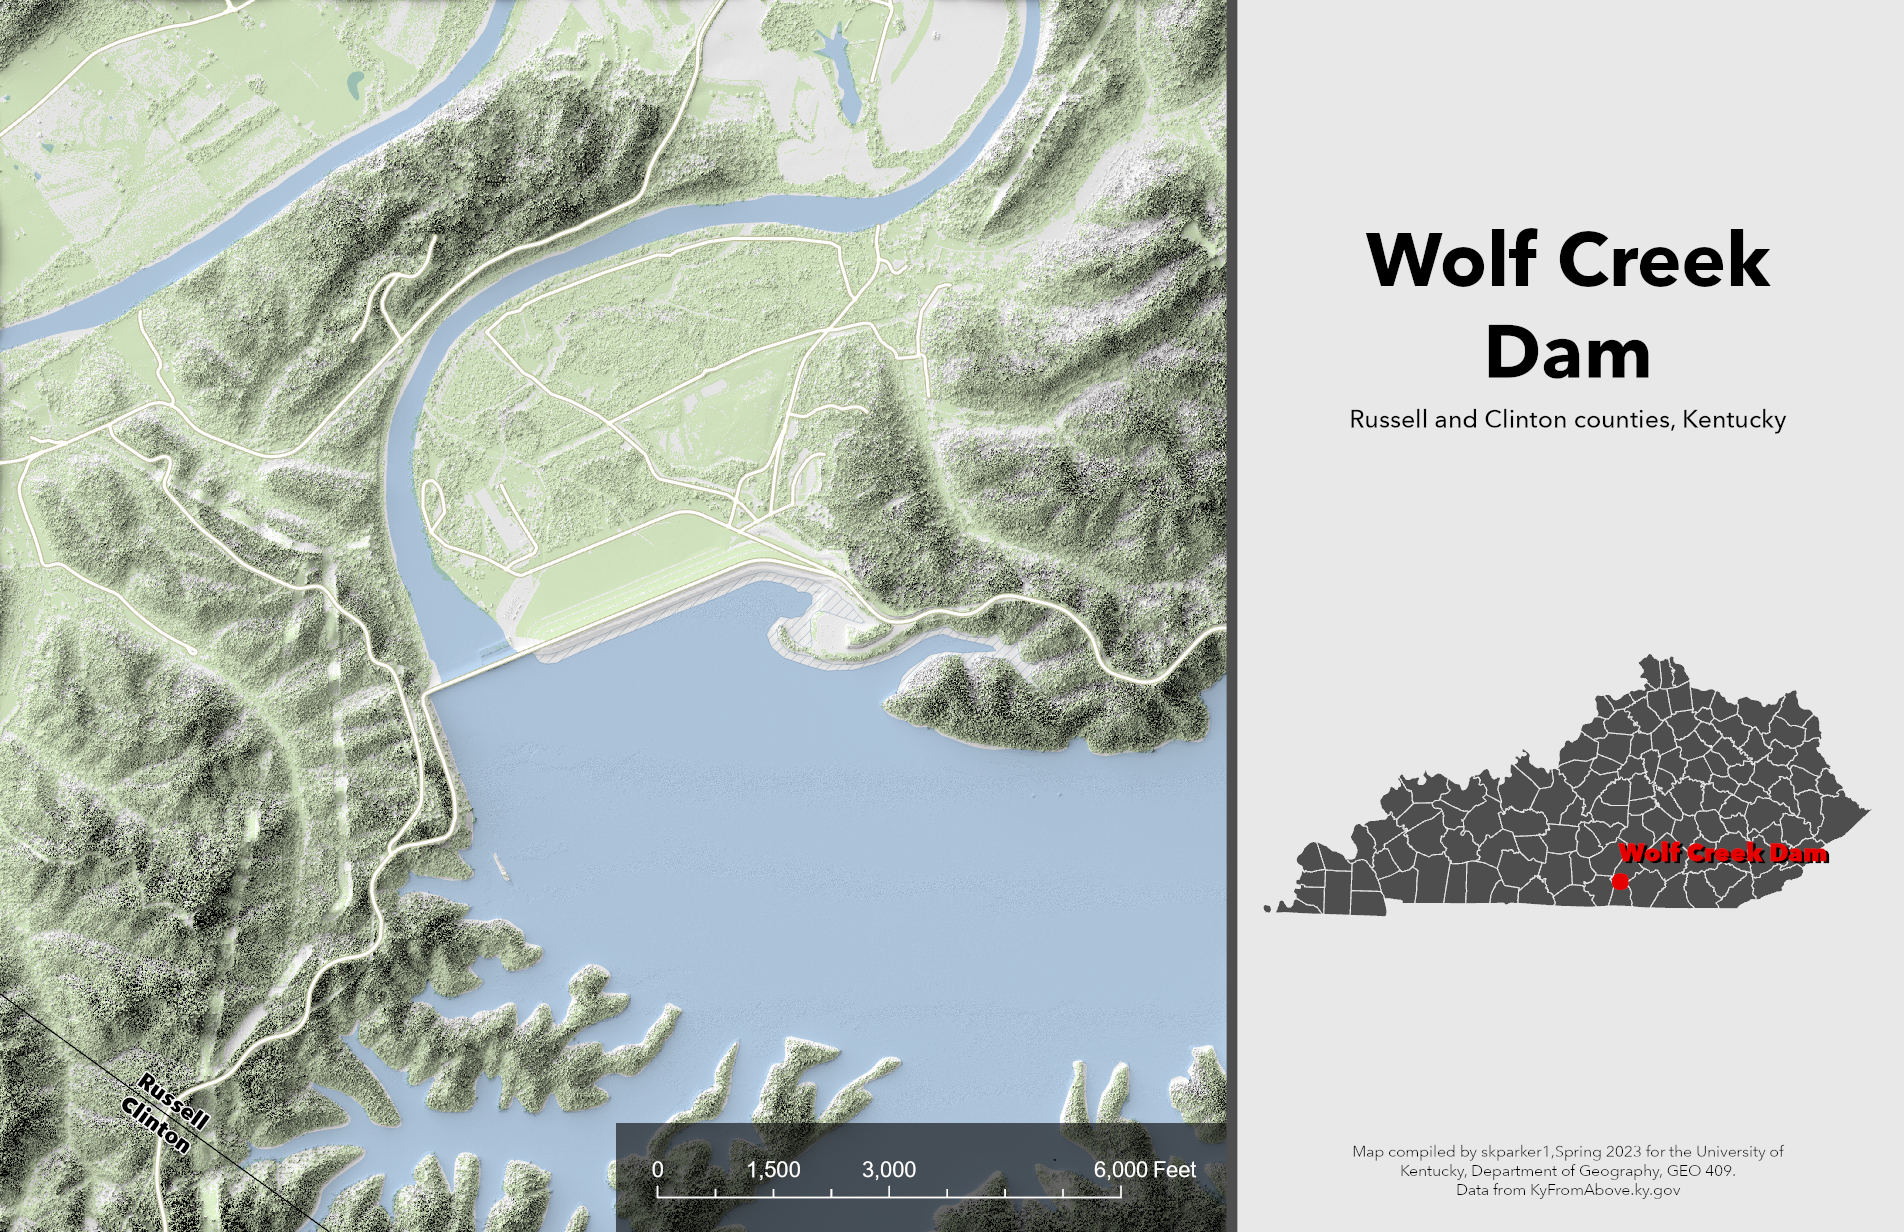 Wolf Creek
Dam
Russell and Clinton counties, Kentucky
Wolf Creek Dam
Russell
Clinton
0 1,500 3,000 6,000 Feet
Map compiled by skparker1,Spring 2023 for the University of
Kentucky, Department of Geography, GEO 409.
Data from KyFromAbove.ky.gov